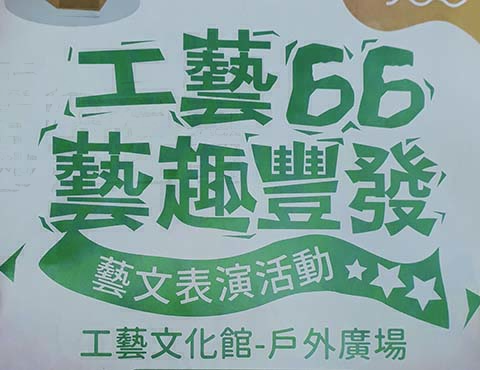 工藝66
藝趣豐發
藝文表演活動
工藝文化館-戶外廣場